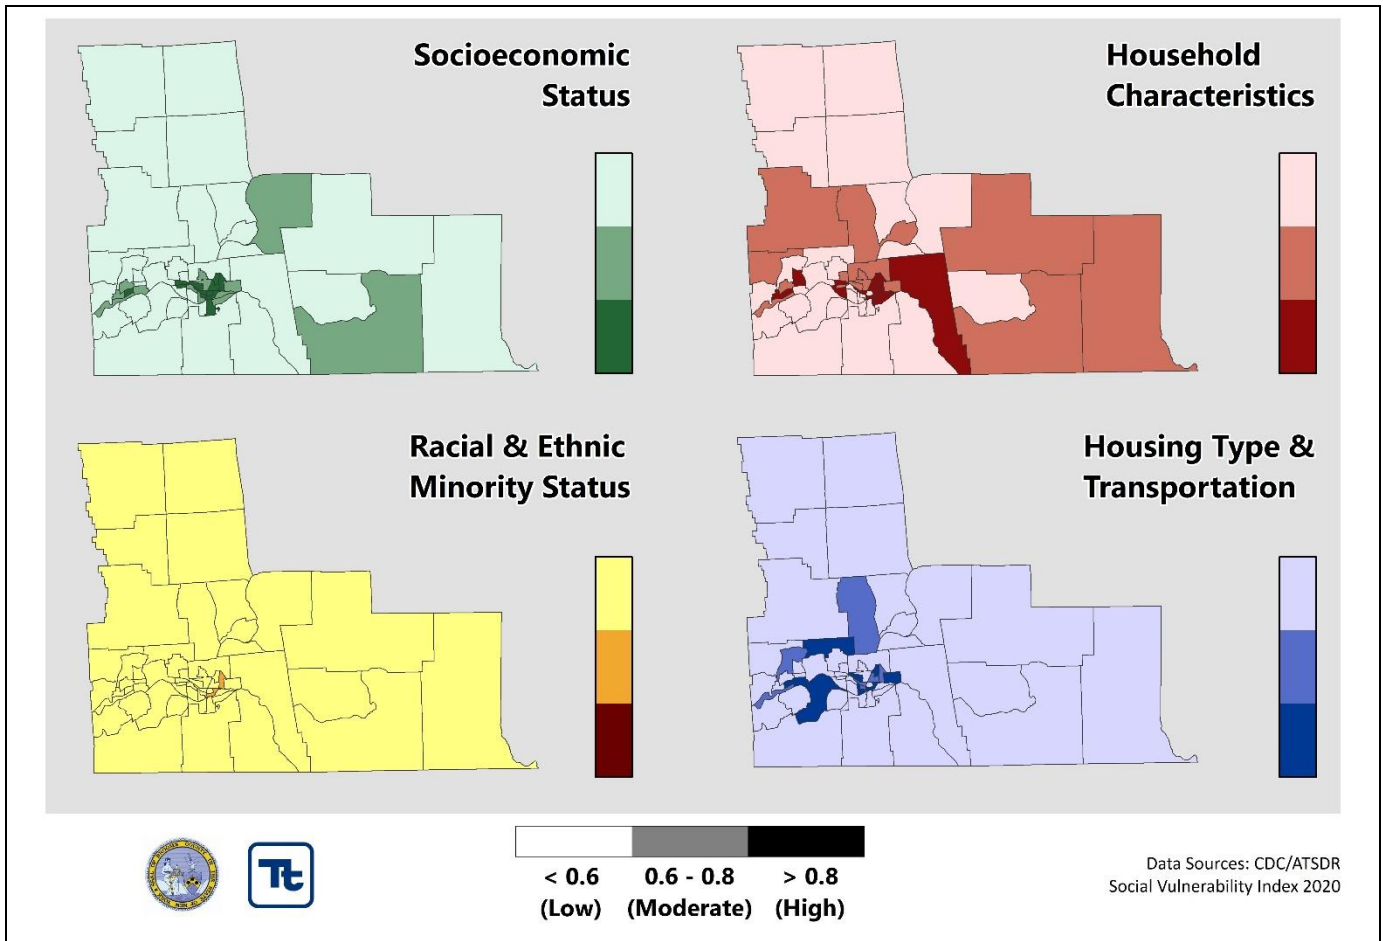 Socioeconomic
Status
Household
Characteristics
Racial & Ethnic
Minority Status
Housing Type &
Transportation
Tt
< 0.6 0.6 - 0.8 > 0.8
(Low) (Moderate) (High)
Data Sources: CDC/ATSDR
Social Vulnerability Index 2020